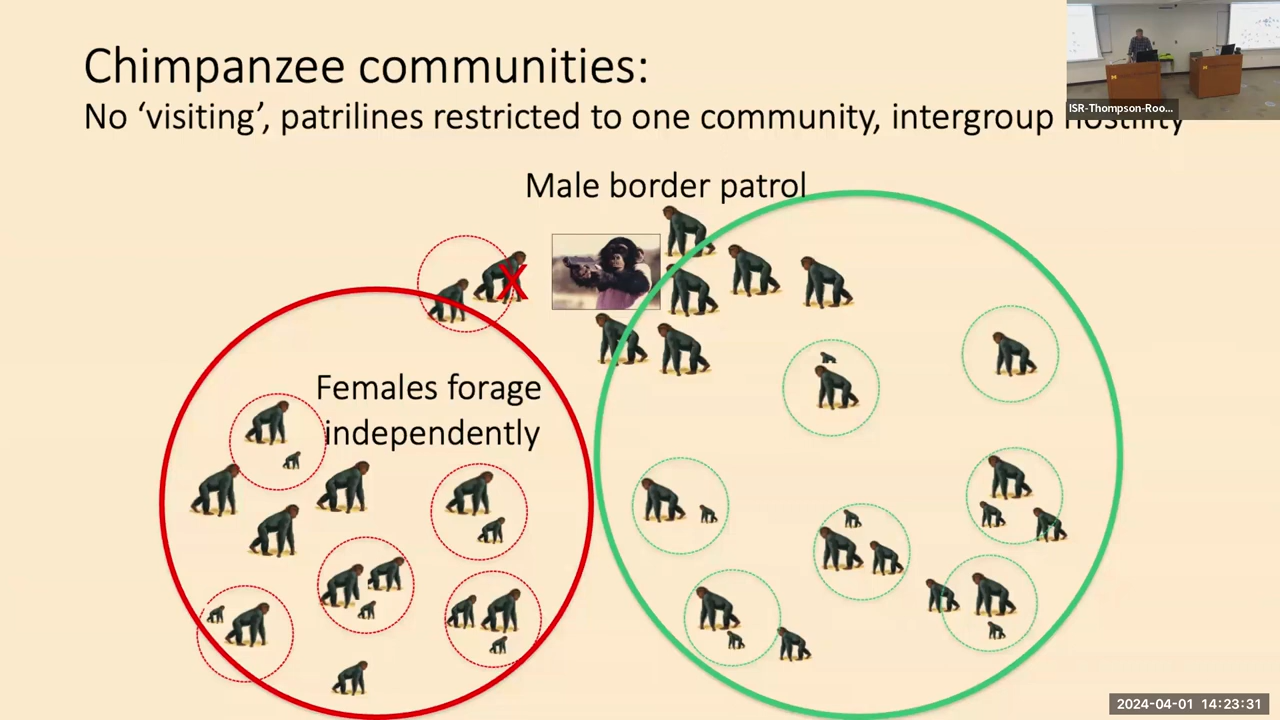 Chimpanzee communities:
No ‘visiting’, patrilines restricted to one community, intergroup hostility
ISR-Thompson-Roo...
Male border patrol
X
Females forage
independently
2024-04-01 14:23:31